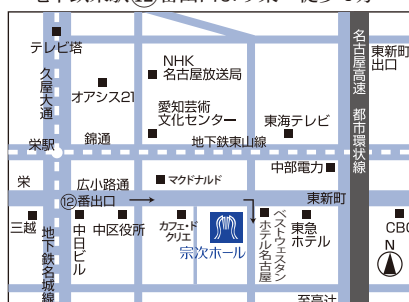 テレビ塔
久屋大通
オアシス21
NHK
名古屋放送局
名古屋高速 都市環状線
東新町
出口
愛知芸術
文化センター
東海テレビ
錦通
栄駅
地下鉄東山線
中部電力
栄
広小路通
マクドナルド
⑫番出口
東新町
三越
地下鉄名城線
中日ビル
中区役所
カフェ・ド
クリエ
宗次ホール
ベストウェスタン
ホテル名古屋
東急
ホテル
CBC
N
至高辻